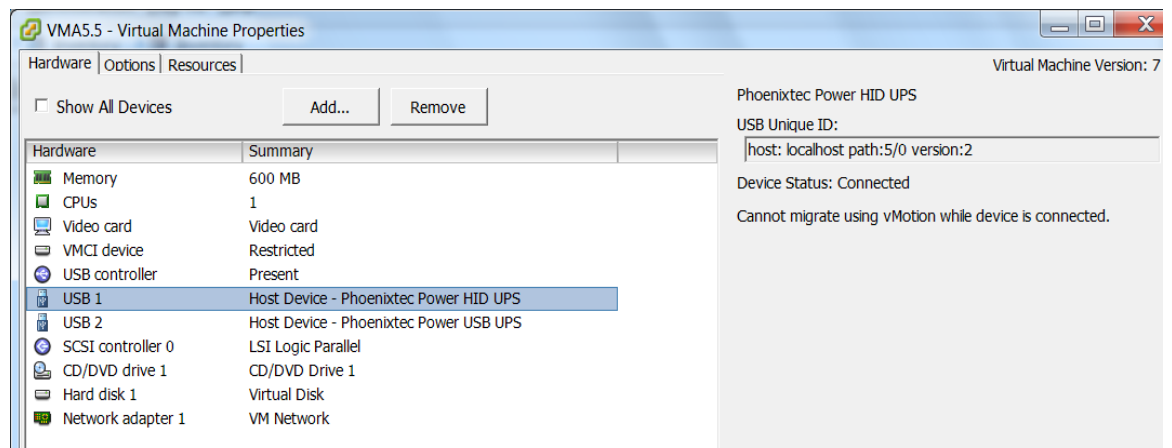 VMA5.5 - Virtual Machine Properties
Hardware Options Resources
Virtual Machine Version: 7
Show All Devices
Add...
Remove
Hardware Summary
Memory 600 MB
CPUs 1
Video card Video card
VMCI device Restricted
USB controller Present
USB 1 Host Device - Phoenixtec Power HID UPS
USB 2 Host Device - Phoenixtec Power USB UPS
SCSI controller 0 LSI Logic Parallel
CD/DVD drive 1 CD/DVD Drive 1
Hard disk 1 Virtual Disk
Network adapter 1 VM Network
Phoenixtec Power HID UPS
USB Unique ID:
host: localhost path:5/0 version:2
Device Status: Connected
Cannot migrate using vMotion while device is connected.